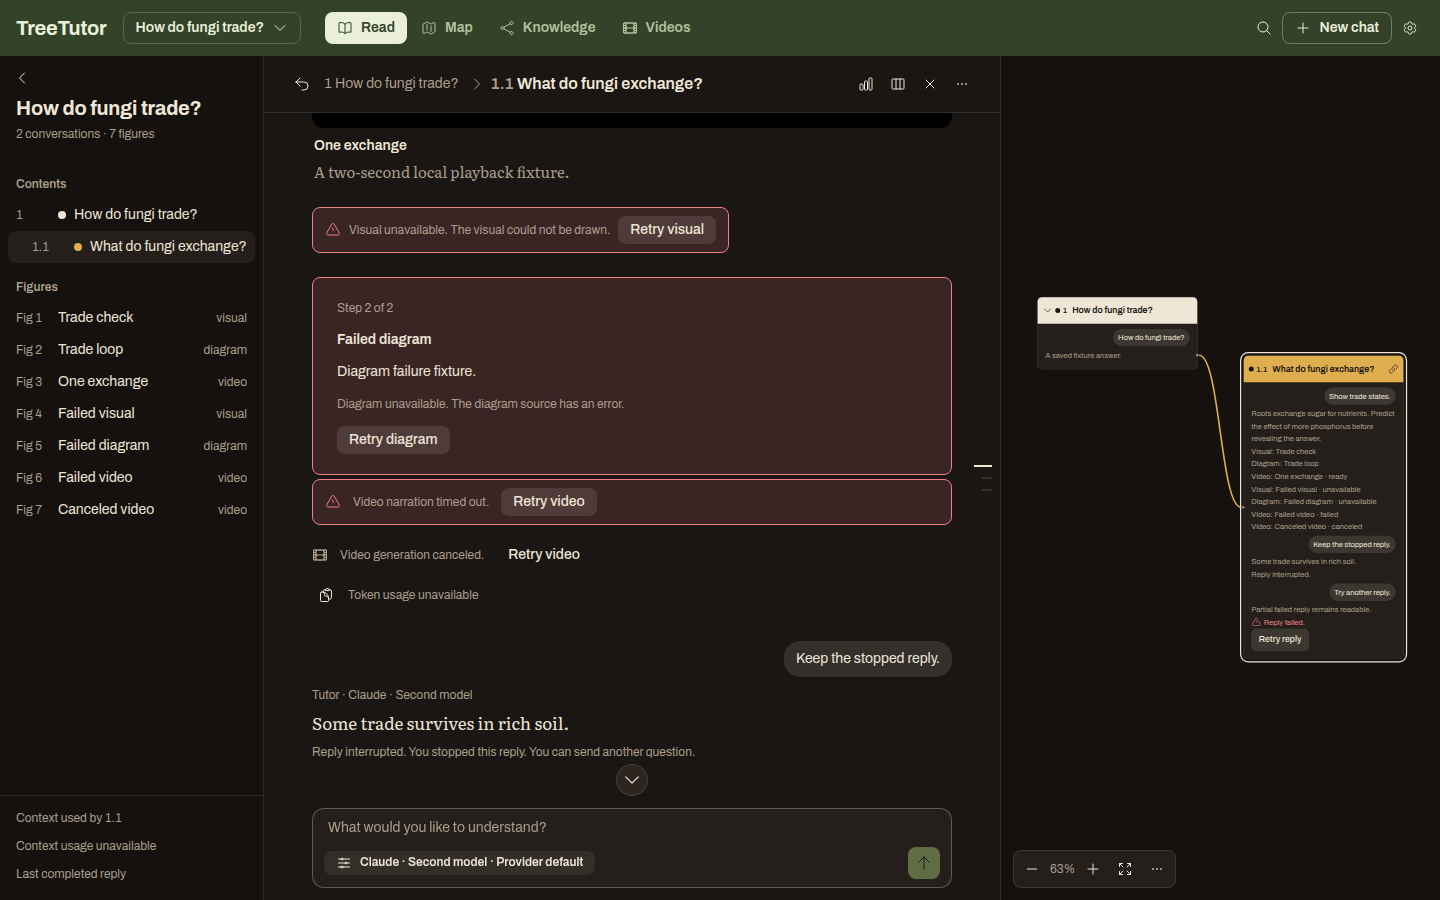 TreeTutor
How do fungi trade?
Read
Map
Knowledge
Videos
New chat
How do fungi trade?
2 conversations · 7 figures
Contents
1 How do fungi trade?
1.1 What do fungi exchange?
Figures
Fig 1 Trade check visual
Fig 2 Trade loop diagram
Fig 3 One exchange video
Fig 4 Failed visual visual
Fig 5 Failed diagram diagram
Fig 6 Failed video video
Fig 7 Canceled video video
Context used by 1.1
Context usage unavailable
Last completed reply
1 How do fungi trade? 1.1 What do fungi exchange?
One exchange
A two-second local playback fixture.
Visual unavailable. The visual could not be drawn. Retry visual
Step 2 of 2
Failed diagram
Diagram failure fixture.
Diagram unavailable. The diagram source has an error.
Retry diagram
Video narration timed out. Retry video
Video generation canceled. Retry video
Token usage unavailable
Keep the stopped reply.
Tutor · Claude · Second model
Some trade survives in rich soil.
Reply interrupted. You stopped this reply. You can send another question.
What would you like to understand?
Claude · Second model · Provider default
1 How do fungi trade?
How do fungi trade?
A saved fixture answer.
1.1 What do fungi exchange?
Show trade states.
Roots exchange sugar for nutrients. Predict
the effect of more phosphorus before
revealing the answer.
Visual: Trade check
Diagram: Trade loop
Video: One exchange · ready
Visual: Failed visual · unavailable
Diagram: Failed diagram · unavailable
Video: Failed video · failed
Video: Canceled video · canceled
Keep the stopped reply.
Some trade survives in rich soil.
Reply interrupted.
Try another reply.
Partial failed reply remains readable.
Reply failed.
Retry reply
63%